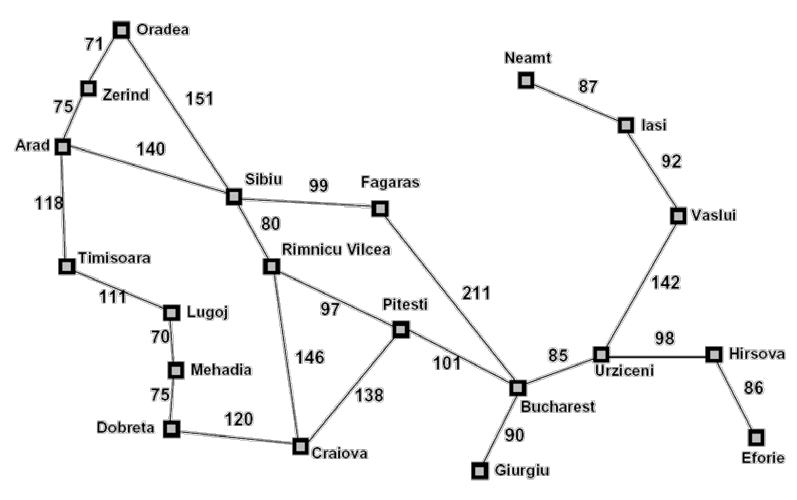 Oradea
71
Neamt
87
Zerind
151
75
Iasi
Arad
140
92
Sibiu
99
Fagaras
118
80
Vaslui
Timisoara
Rimnicu Vilcea
142
111
97
Pitesti
211
Lugoj
70
146
101
85
98
Hirsova
Mehadia
Urziceni
75
138
86
Dobreta
120
Bucharest
90
Craiova
Eforie
Giurgiu